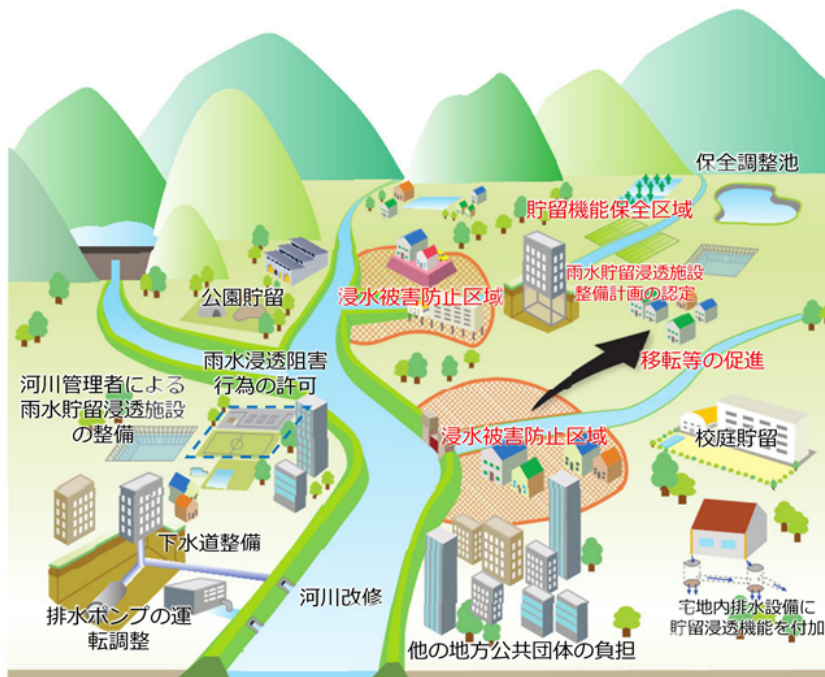 保全調整池
貯留機能保全区域
公園貯留
浸水被害防止区域
雨水貯留浸透施設
整備計画の認定
雨水浸透阻害
行為の許可
移転等の促進
河川管理者による
雨水貯留浸透施設
の整備
浸水被害防止区域
校庭貯留
下水道整備
河川改修
排水ポンプの運
転調整
宅地内排水設備に
貯留浸透機能を付加
他の地方公共団体の負担